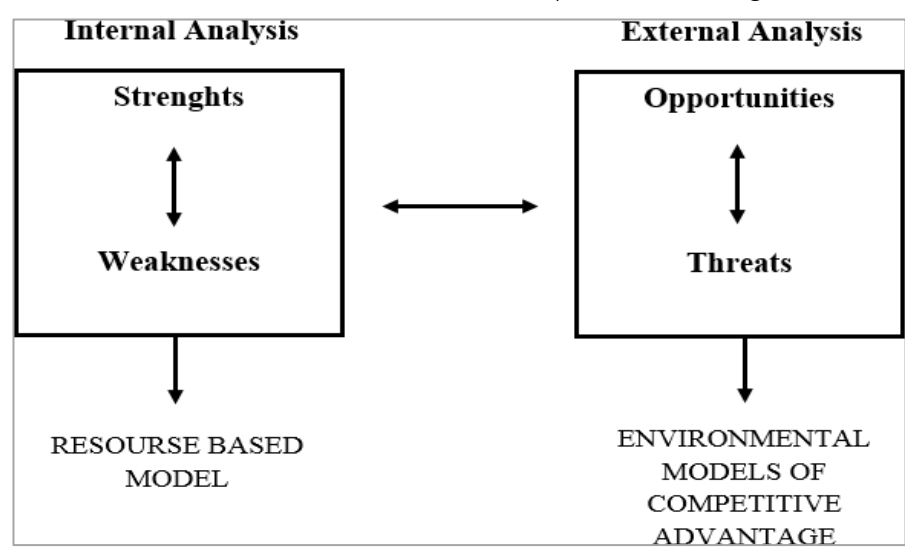 Internal Analysis
Strenghts
Weaknesses
RESOURSE BASED
MODEL
External Analysis
Opportunities
Threats
ENVIRONMENTAL
MODELS OF
COMPETITIVE
ADVANTAGE